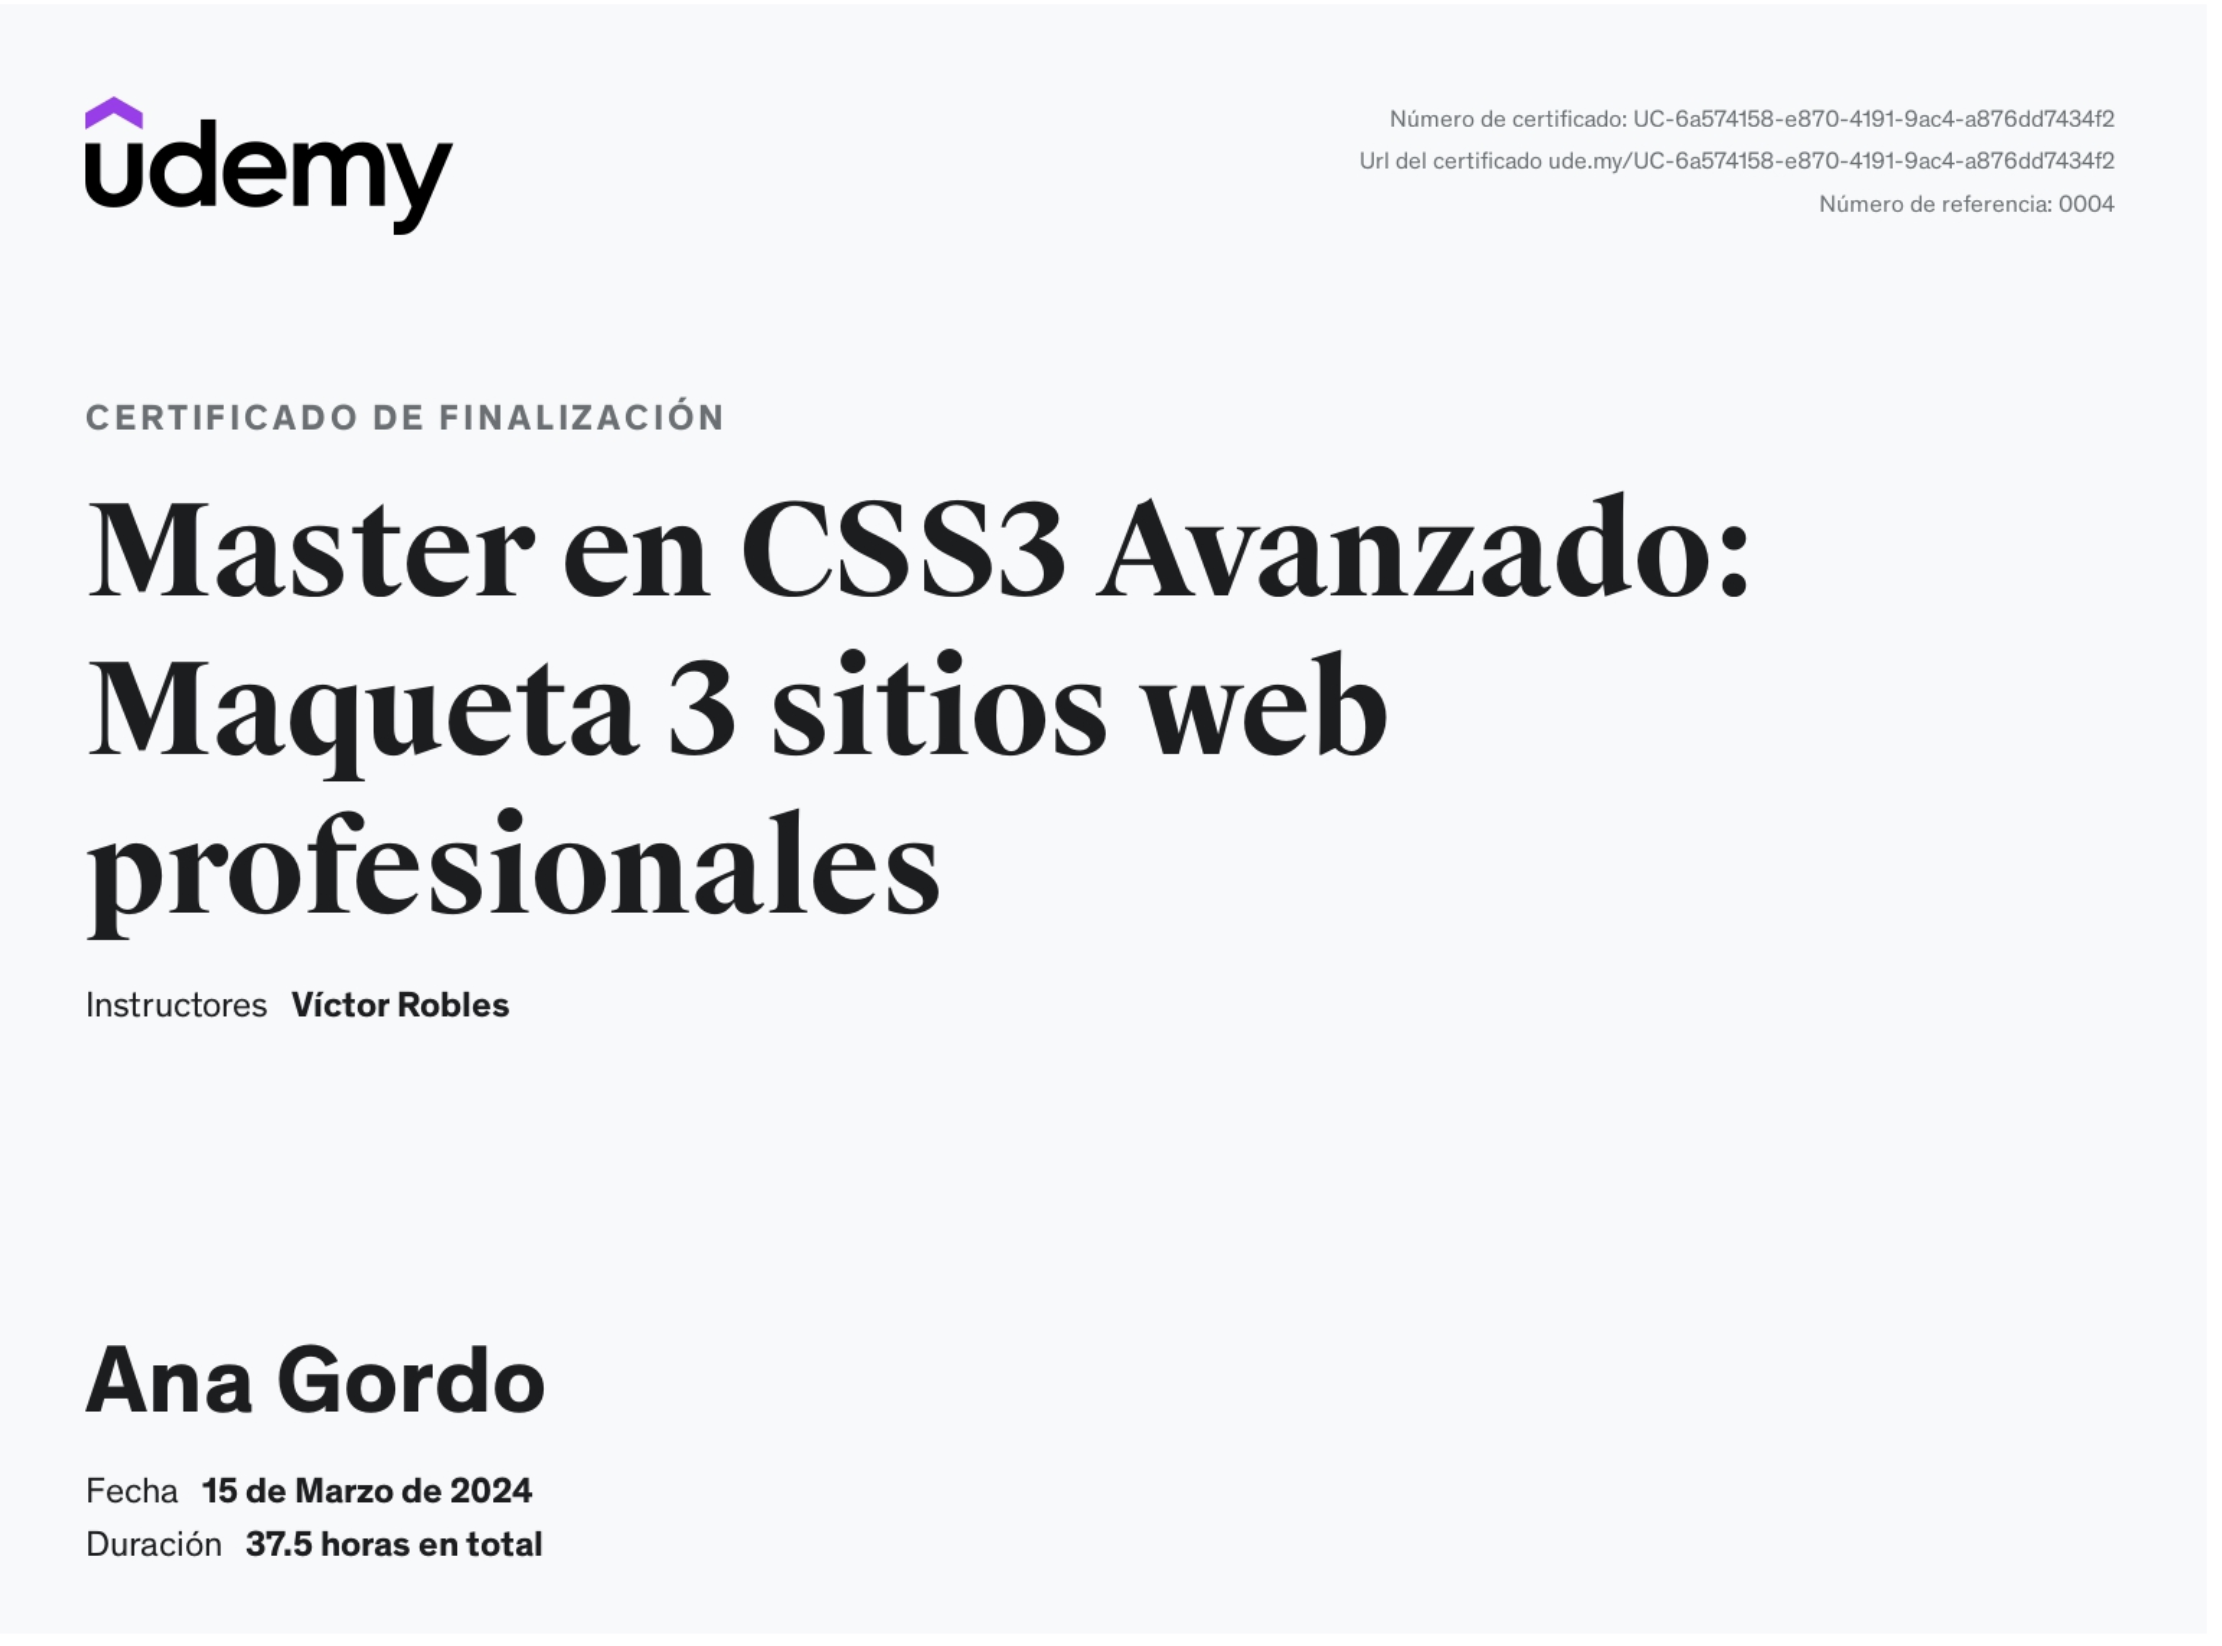 udemy
Número de certificado: UC-6a574158-e870-4191-9ac4-a876dd7434f2
Url del certificado ude.my/UC-6a574158-e870-4191-9ac4-a876dd7434f2
Número de referencia: 0004
CERTIFICADO DE FINALIZACIÓN
Master en CSS3 Avanzado:
Maqueta 3 sitios web
profesionales
Instructores Víctor Robles
Ana Gordo
Fecha 15 de Marzo de 2024
Duración 37.5 horas en total